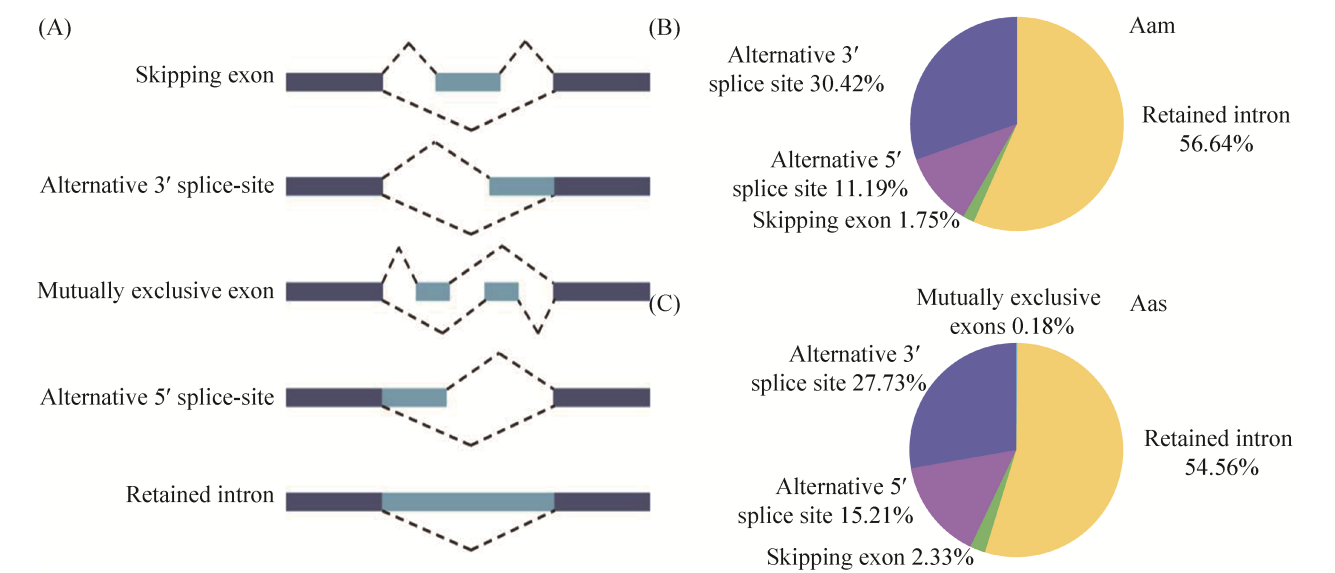 (A)
Skipping exon
Alternative 3′ splice-site
Mutually exclusive exon
Alternative 5′ splice-site
Retained intron
(B)
Aam
Alternative 3′
splice site 30.42%
Retained intron
56.64%
Alternative 5′
splice site 11.19%
Skipping exon 1.75%
(C)
Aas
Mutually exclusive
exons 0.18%
Alternative 3′
splice site 27.73%
Retained intron
54.56%
Alternative 5′
splice site 15.21%
Skipping exon 2.33%